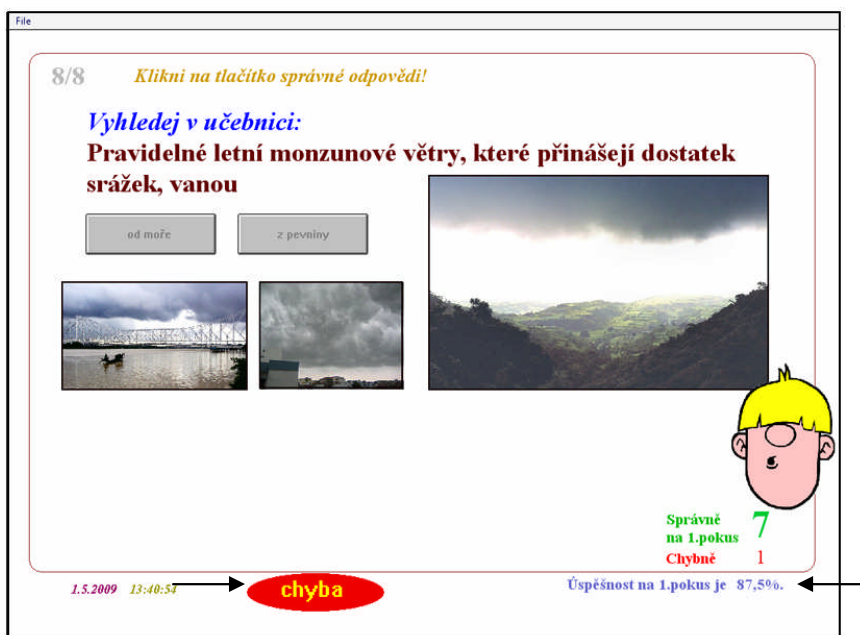 File
8/8 Klikni na tlačítko správné odpovědi!
Vyhledej v učebnici:
Pravidelné letní monzunové větry, které přinášejí dostatek
srážek, vanou
od moře z pevniny
Správně
na 1.pokus 7
Chybně 1
1.5.2009 13:40:54 chyba Úspěšnost na 1.pokus je 87,5%.